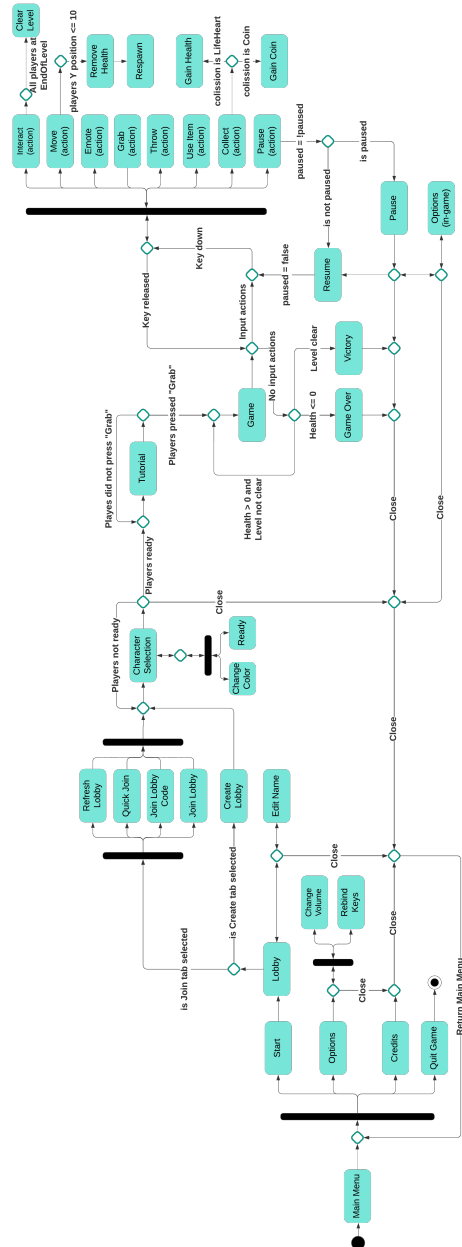 Clear
Level
All players at
EndOfLevel
players Y position <= 10
Remove
Health
Respawn
Gain Health
colission is LifeHeart
colission is Coin
Gain Coin
Interact
(action)
Move
(action)
Emote
(action)
Grab
(action)
Throw
(action)
Use Item
(action)
Collect
(action)
Pause
(action)
paused = !paused
is paused
is not paused
Pause
Options
(in-game)
Resume
paused = false
Key down
Key released
Input actions
No input actions
Level clear
Victory
Health <= 0
Game Over
Game
Health > 0 and
Level not clear
Players pressed "Grab"
Playes did not press "Grab"
Tutorial
Players ready
Players not ready
Close
Close
Close
Character
Selection
Ready
Change
Color
Refresh
Lobby
Quick Join
Join Lobby
Code
Join Lobby
Create
Lobby
Edit Name
is Join tab selected
is Create tab selected
Close
Close
Lobby
Change
Volume
Rebind
Keys
Close
Close
Start
Options
Credits
Quit Game
Return Main Menu
Main Menu